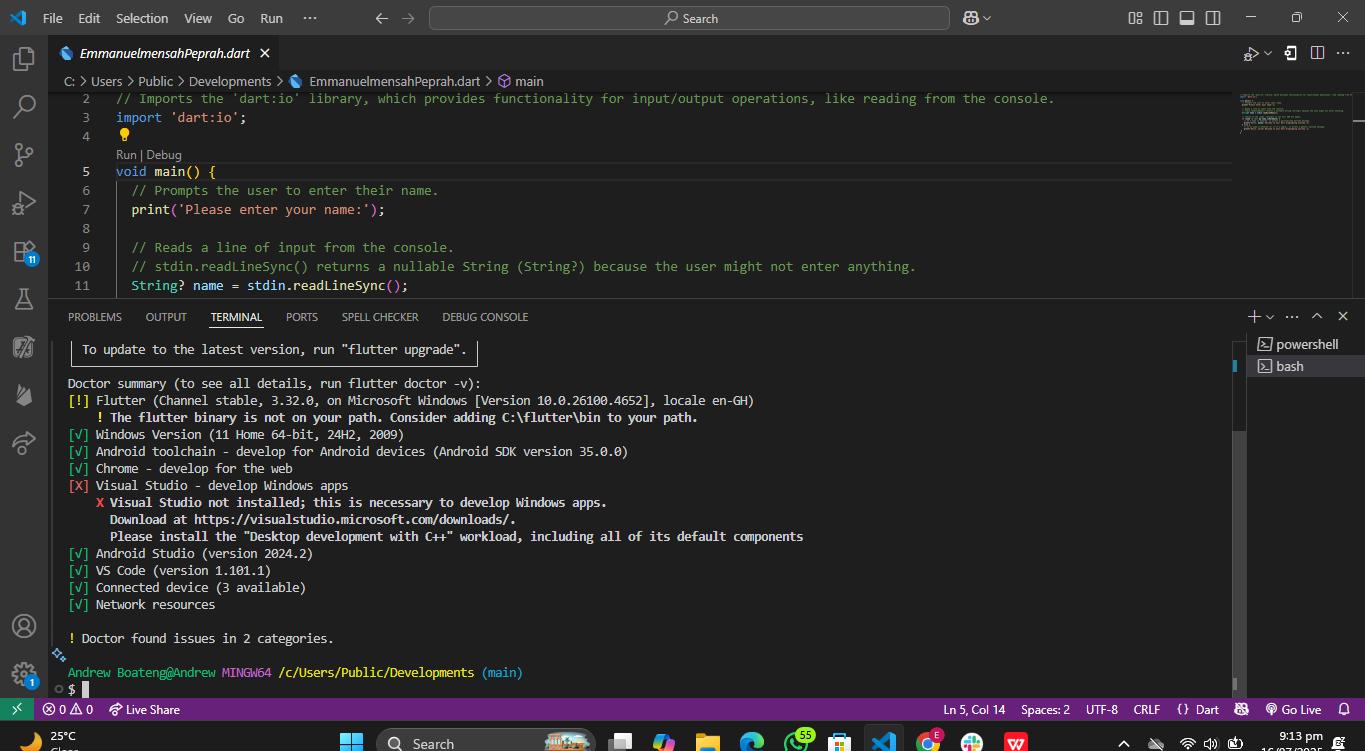 File Edit Selection View Go Run ··· Search
EmmanuelmensahPeprah.dart
C: > Users > Public > Developments > EmmanuelmensahPeprah.dart > main
2 // Imports the 'dart:io' library, which provides functionality for input/output operations, like reading from the console.
3 import 'dart:io';
4
Run | Debug
5 void main() {
6 // Prompts the user to enter their name.
7 print('Please enter your name:');
8
9 // Reads a line of input from the console.
10 // stdin.readLineSync() returns a nullable String (String?) because the user might not enter anything.
11 String? name = stdin.readLineSync();
PROBLEMS OUTPUT TERMINAL PORTS SPELL CHECKER DEBUG CONSOLE
powershell
bash
To update to the latest version, run "flutter upgrade".
Doctor summary (to see all details, run flutter doctor -v):
[!] Flutter (Channel stable, 3.32.0, on Microsoft Windows [Version 10.0.26100.4652], locale en-GH)
! The flutter binary is not on your path. Consider adding C:\flutter\bin to your path.
[√] Windows Version (11 Home 64-bit, 24H2, 2009)
[√] Android toolchain - develop for Android devices (Android SDK version 35.0.0)
[√] Chrome - develop for the web
[X] Visual Studio - develop Windows apps
X Visual Studio not installed; this is necessary to develop Windows apps.
Download at https://visualstudio.microsoft.com/downloads/.
Please install the "Desktop development with C++" workload, including all of its default components
[√] Android Studio (version 2024.2)
[√] VS Code (version 1.101.1)
[√] Connected device (3 available)
[√] Network resources
! Doctor found issues in 2 categories.
Andrew Boateng@Andrew MINGW64 /c/Users/Public/Developments (main)
$
11
1
0 0 Live Share Ln 5, Col 14 Spaces: 2 UTF-8 CRLF {} Dart Go Live
25°C
Search
55
E
W
9:13 pm